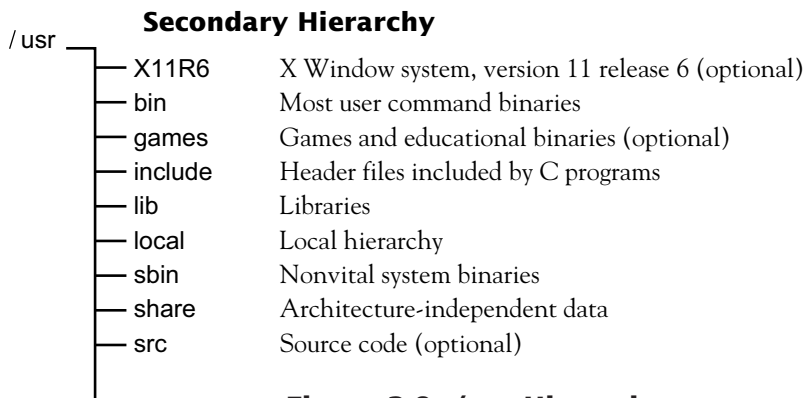 Secondary Hierarchy
/usr
X11R6 X Window system, version 11 release 6 (optional)
bin Most user command binaries
games Games and educational binaries (optional)
include Header files included by C programs
lib Libraries
local Local hierarchy
sbin Nonvital system binaries
share Architecture-independent data
src Source code (optional)